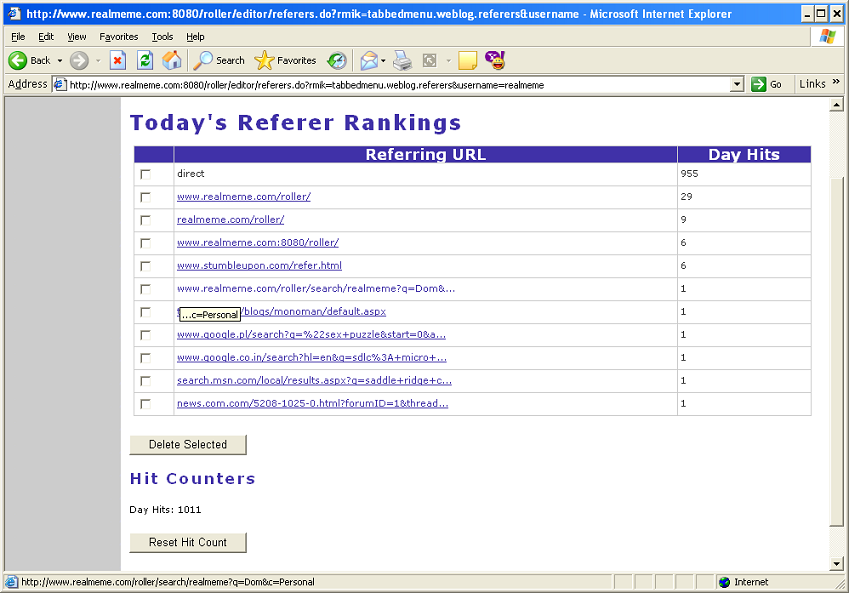 http://www.realmeme.com:8080/roller/editor/referers.do?rmik=tabbedmenu.weblog.referers&username - Microsoft Internet Explorer
File Edit View Favorites Tools Help
Back Search Favorites
Address http://www.realmeme.com:8080/roller/editor/referers.do?rmik=tabbedmenu.weblog.referers&username=realmeme Go Links »
Today's Referer Rankings
Referring URL Day Hits
direct 955
www.realmeme.com/roller/ 29
realmeme.com/roller/ 9
www.realmeme.com:8080/roller/ 6
www.stumbleupon.com/refer.html 6
www.realmeme.com/roller/search/realmeme?q=Dom&... 1
...c=Personal /blogs/monoman/default.aspx 1
www.google.pl/search?q=%22sex+puzzle&start=0&a... 1
www.google.co.in/search?hl=en&q=sdlc%3A+micro+... 1
search.msn.com/local/results.aspx?q=saddle+ridge+c... 1
news.com.com/5208-1025-0.html?forumID=1&thread... 1
Delete Selected
Hit Counters
Day Hits: 1011
Reset Hit Count
http://www.realmeme.com/roller/search/realmeme?q=Dom&c=Personal Internet